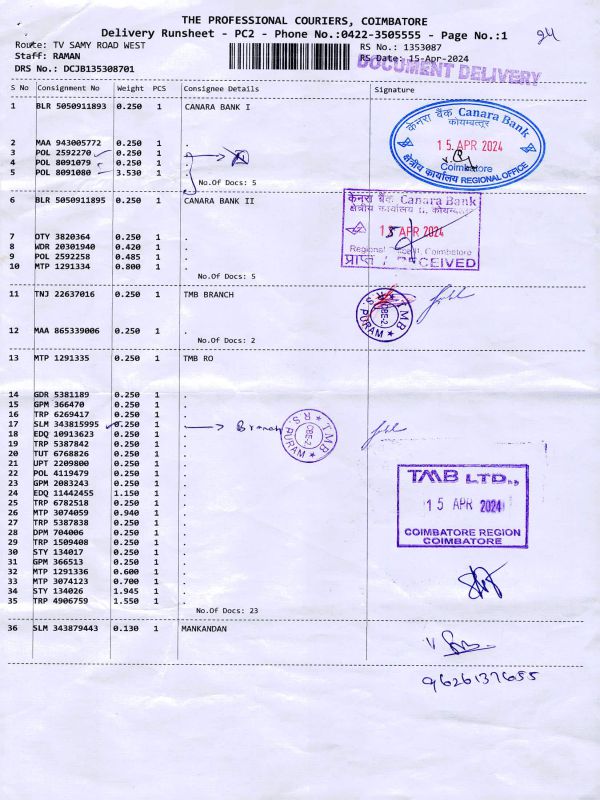 THE PROFESSIONAL COURIERS, COIMBATORE
Delivery Runsheet - PC2 - Phone No.:0422-3505555 - Page No.:1
Route: TV SAMY ROAD WEST
RS No.: 1353087
Staff: RAMAN
RS Date: 15-Apr-2024
DRS No.: DCJB135308701
DOCUMENT DELIVERY
S No Consignment No Weight PCS Consignee Details Signature
1 BLR 5050911893 0.250 1 CANARA BANK I
केनरा बैंक Canara Bank
कोयम्बत्तूर
15 APR 2024
Coimbatore
क्षेत्रीय कार्यालय REGIONAL OFFICE
2 MAA 943005772 0.250 1 .
3 POL 2592270 0.250 1 .
4 POL 8091079 0.250 1 .
5 POL 8091080 3.530 1 .
No.Of Docs: 5
6 BLR 5050911895 0.250 1 CANARA BANK II
केनरा बैंक Canara Bank
15 APR 2024
Regional Office II, Coimbatore
प्राप्त / RECEIVED
7 OTY 3820364 0.250 1 .
8 WDR 20301940 0.420 1 .
9 POL 2592258 0.485 1 .
10 MTP 1291334 0.800 1 .
No.Of Docs: 5
11 TNJ 22637016 0.250 1 TMB BRANCH
TMB
R.S. PURAM
12 MAA 865339006 0.250 1 .
No.Of Docs: 2
13 MTP 1291335 0.250 1 TMB RO
14 GDR 5381189 0.250 1 .
15 GPM 366470 0.250 1 .
16 TRP 6269417 0.250 1 .
17 SLM 343815995 0.250 1 . Branch
TMB
R.S. PURAM
18 EDQ 10913623 0.250 1 .
19 TRP 5387842 0.250 1 .
20 TUT 6768826 0.250 1 .
21 UPT 2209800 0.250 1 .
22 POL 4119479 0.250 1 .
23 GPM 2083243 0.250 1 .
24 EDQ 11442455 1.150 1 .
25 TRP 6782518 0.250 1 .
26 MTP 3074059 0.940 1 .
27 TRP 5387838 0.250 1 .
28 DPM 704006 0.250 1 .
29 TRP 1509408 0.250 1 .
30 STY 134017 0.250 1 .
31 GPM 366513 0.250 1 .
32 MTP 1291336 0.600 1 .
33 MTP 3074123 0.700 1 .
34 STY 134026 1.945 1 .
35 TRP 4906759 1.550 1 .
No.Of Docs: 23
TMB LTD.,
15 APR 2024
COIMBATORE REGION
COIMBATORE
36 SLM 343879443 0.130 1 MANKANDAN
9626137655